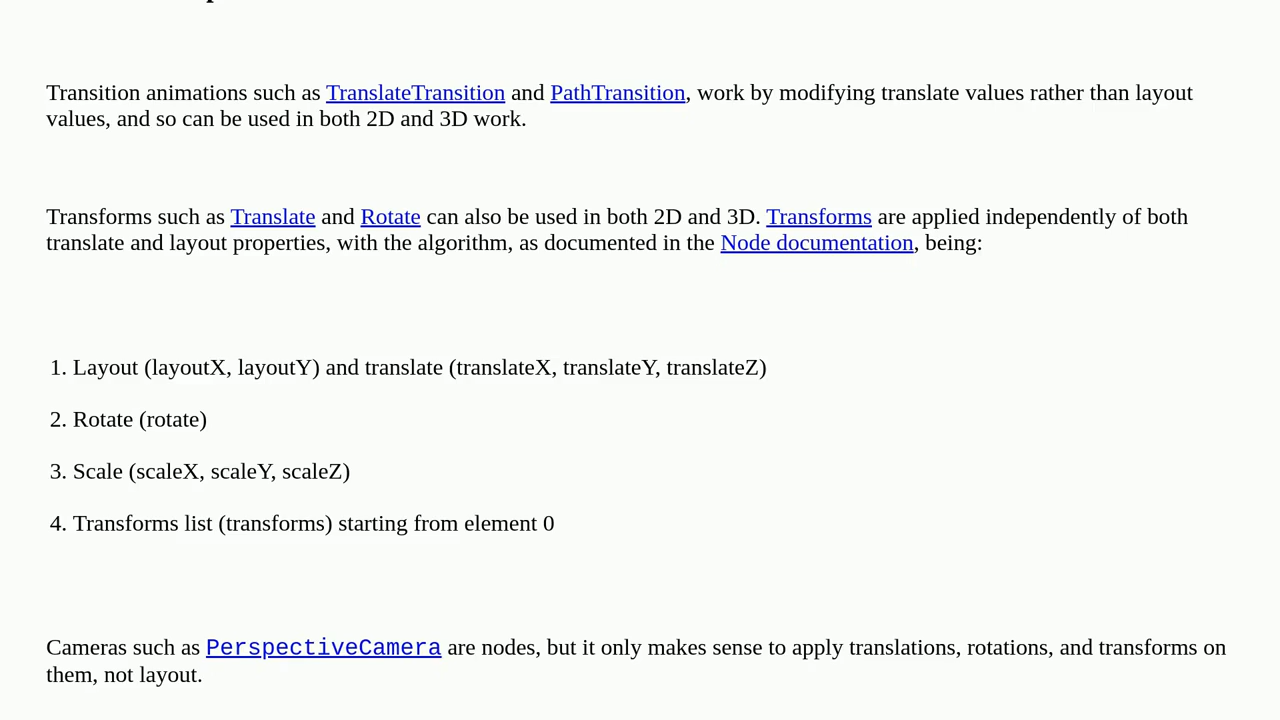 Transition animations such as TranslateTransition and PathTransition, work by modifying translate values rather than layout
values, and so can be used in both 2D and 3D work.
Transforms such as Translate and Rotate can also be used in both 2D and 3D. Transforms are applied independently of both
translate and layout properties, with the algorithm, as documented in the Node documentation, being:
1. Layout (layoutX, layoutY) and translate (translateX, translateY, translateZ)
2. Rotate (rotate)
3. Scale (scaleX, scaleY, scaleZ)
4. Transforms list (transforms) starting from element 0
Cameras such as PerspectiveCamera are nodes, but it only makes sense to apply translations, rotations, and transforms on
them, not layout.